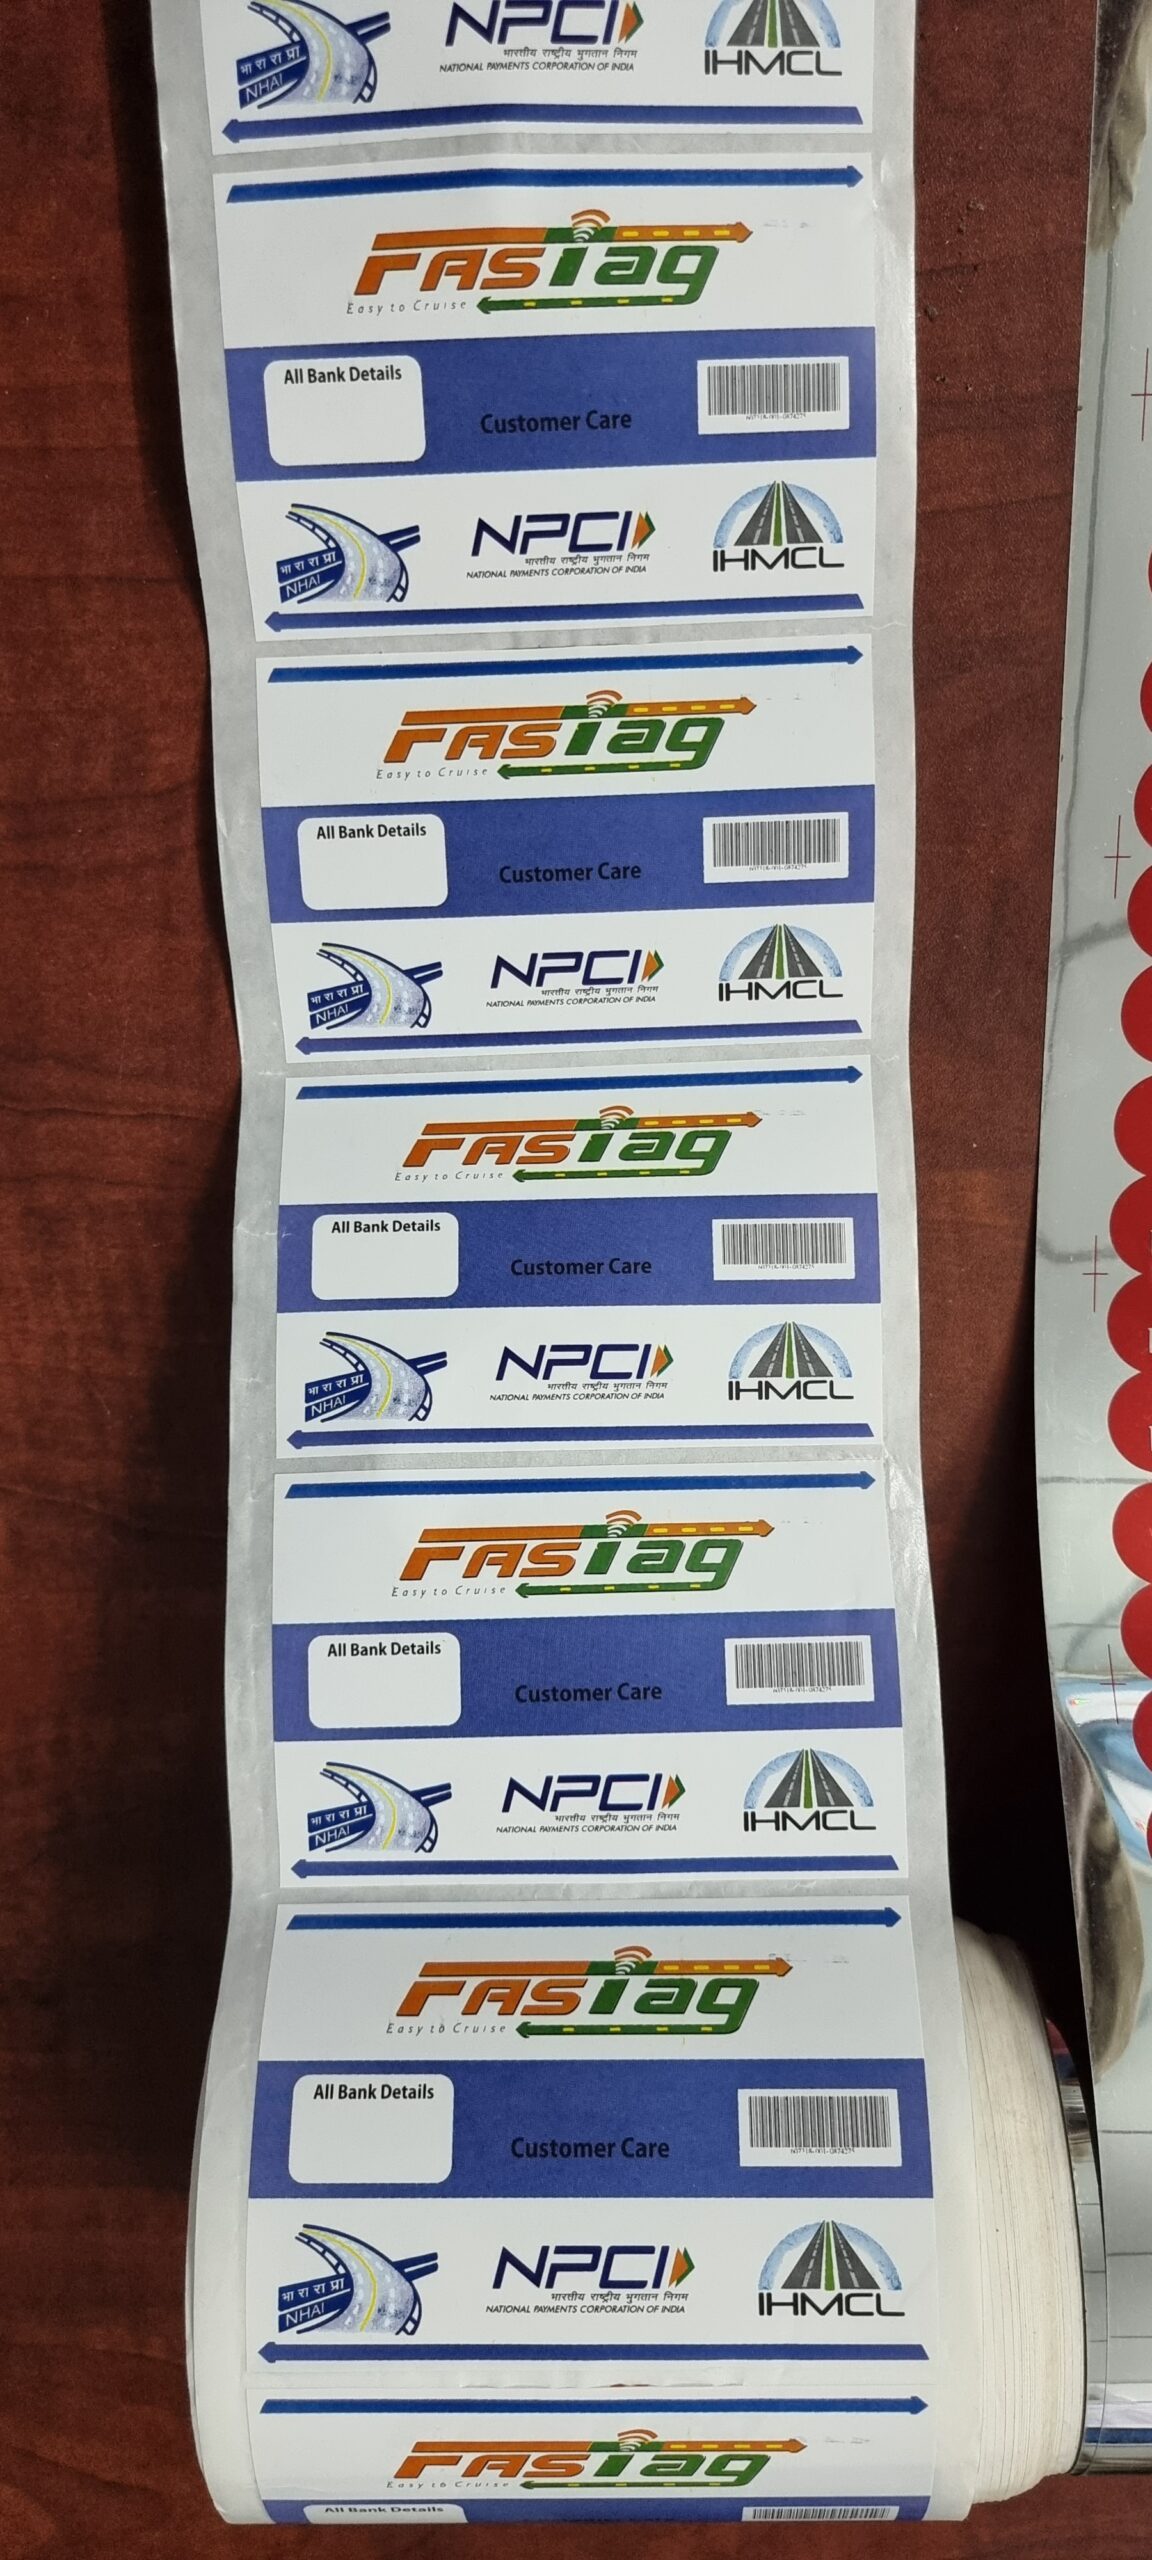 भा रा रा प्रा
NHAI
NPCI
भारतीय राष्ट्रीय भुगतान निगम
NATIONAL PAYMENTS CORPORATION OF INDIA
IHMCL
FASTag
Easy to Cruise
All Bank Details
Customer Care
भा रा रा प्रा
NHAI
NPCI
भारतीय राष्ट्रीय भुगतान निगम
NATIONAL PAYMENTS CORPORATION OF INDIA
IHMCL
FASTag
Easy to Cruise
All Bank Details
Customer Care
भा रा रा प्रा
NHAI
NPCI
भारतीय राष्ट्रीय भुगतान निगम
NATIONAL PAYMENTS CORPORATION OF INDIA
IHMCL
FASTag
Easy to Cruise
All Bank Details
Customer Care
भा रा रा प्रा
NHAI
NPCI
भारतीय राष्ट्रीय भुगतान निगम
NATIONAL PAYMENTS CORPORATION OF INDIA
IHMCL
FASTag
Easy to Cruise
All Bank Details
Customer Care
भा रा रा प्रा
NHAI
NPCI
भारतीय राष्ट्रीय भुगतान निगम
NATIONAL PAYMENTS CORPORATION OF INDIA
IHMCL
FASTag
Easy to Cruise
All Bank Details
Customer Care
भा रा रा प्रा
NHAI
NPCI
भारतीय राष्ट्रीय भुगतान निगम
NATIONAL PAYMENTS CORPORATION OF INDIA
IHMCL
FASTag
Easy to Cruise
All Bank Details